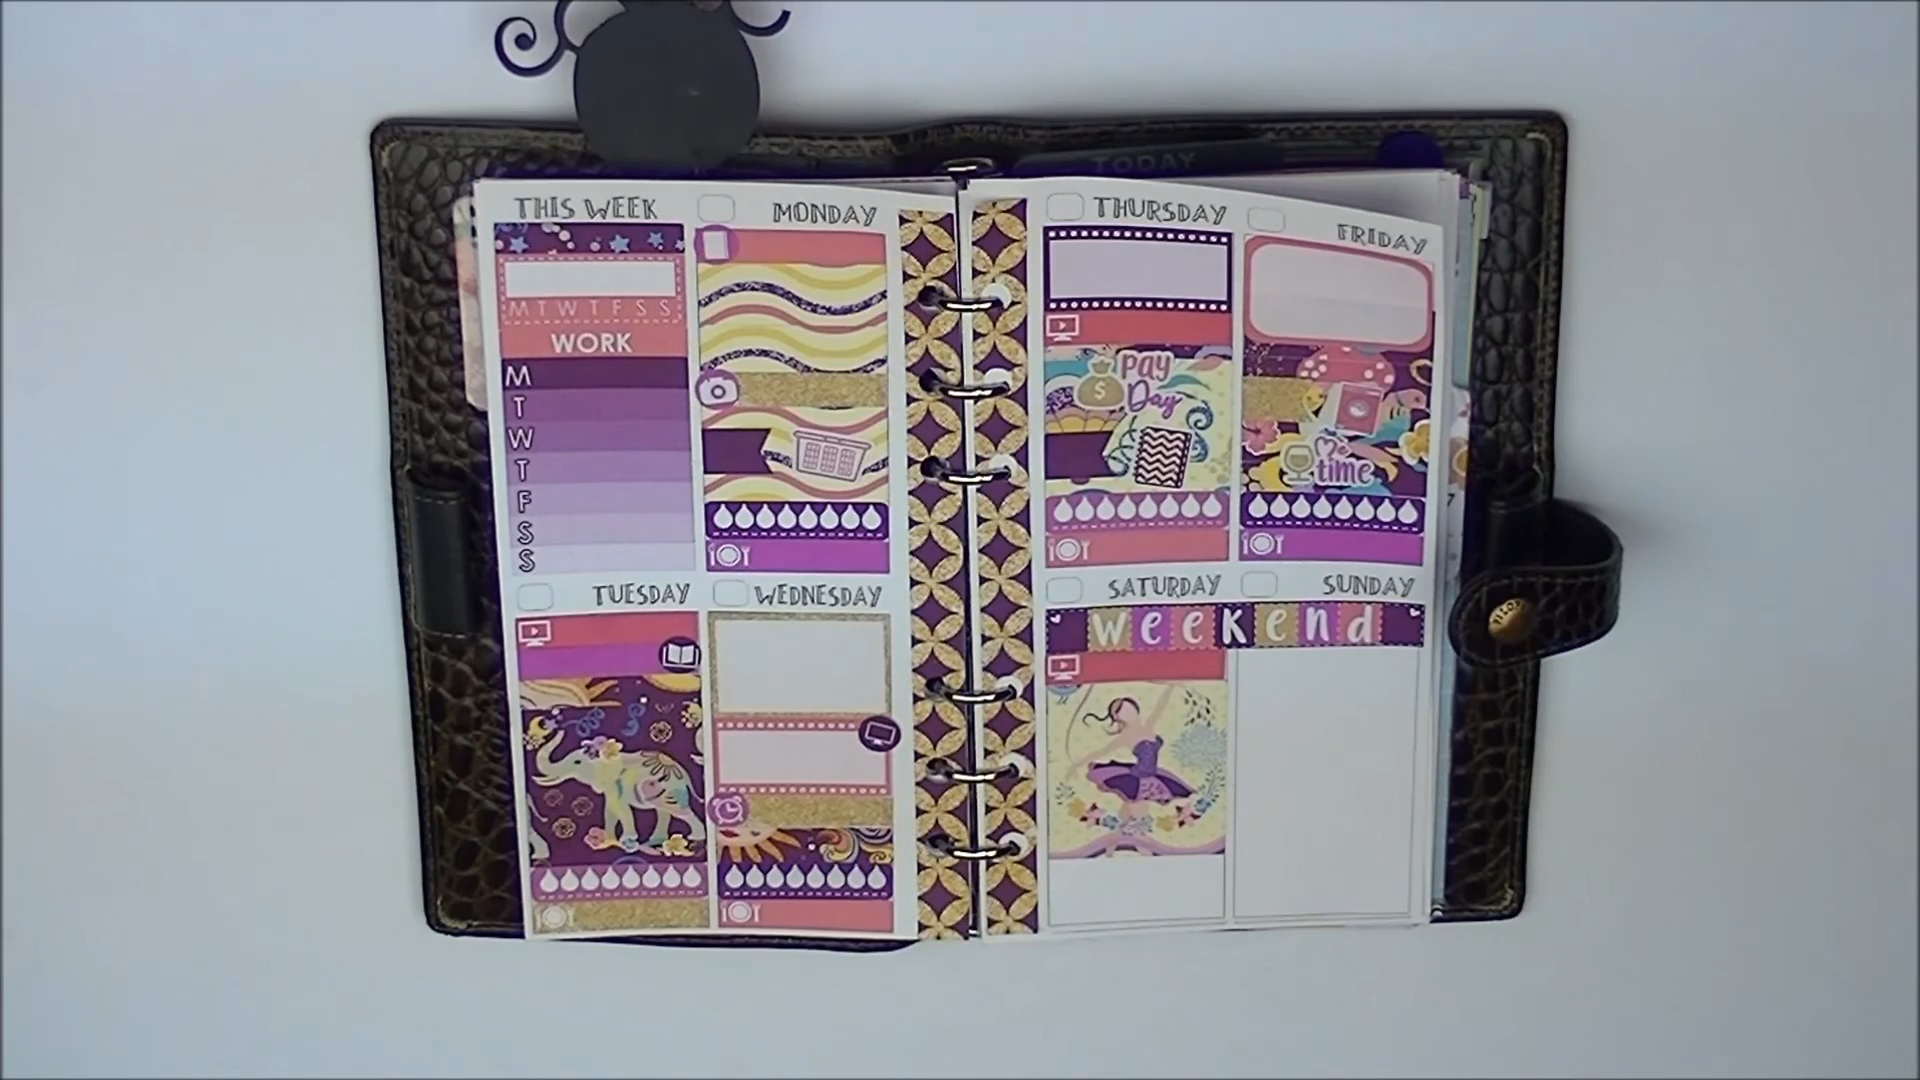 TODAY
THIS WEEK
M T W T F S S
WORK
M
T
W
T
F
S
S
MONDAY
TUESDAY
WEDNESDAY
THURSDAY
pay
Day
FRIDAY
Me
time
SATURDAY
SUNDAY
weekend